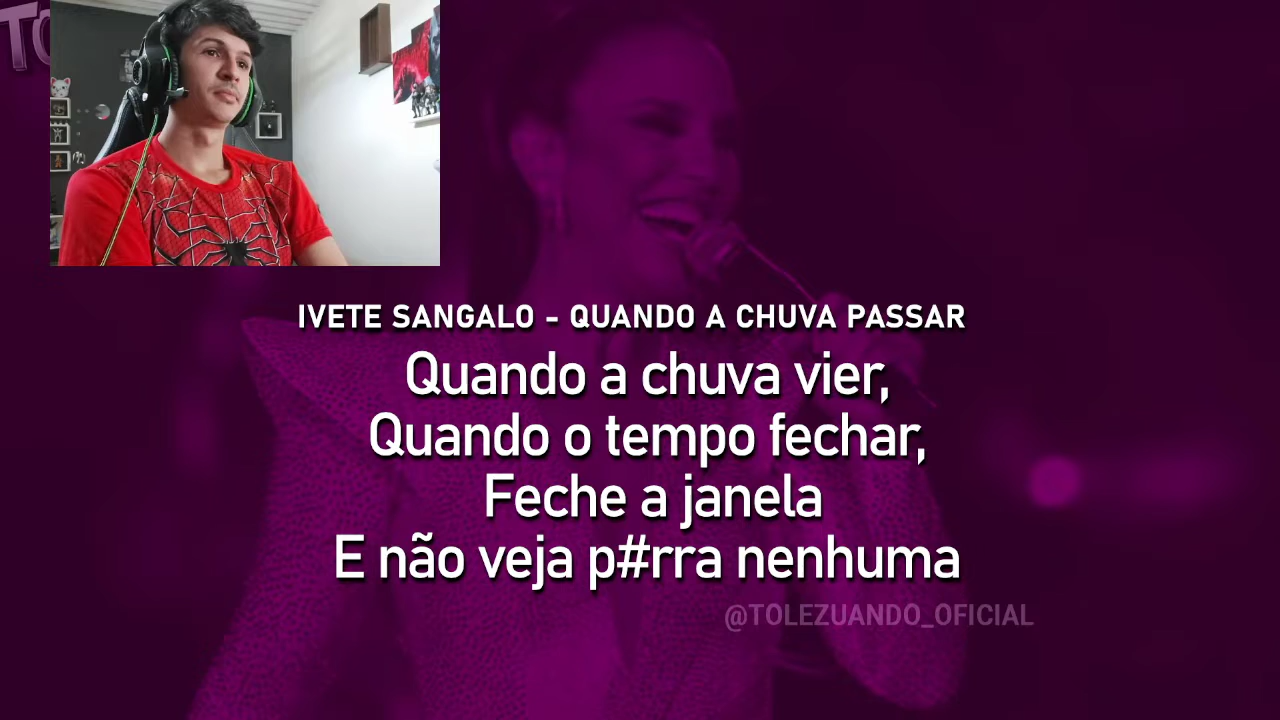 IVETE SANGALO - QUANDO A CHUVA PASSAR
Quando a chuva vier,
Quando o tempo fechar,
Feche a janela
E não veja p#rra nenhuma
@TOLEZUANDO_OFICIAL